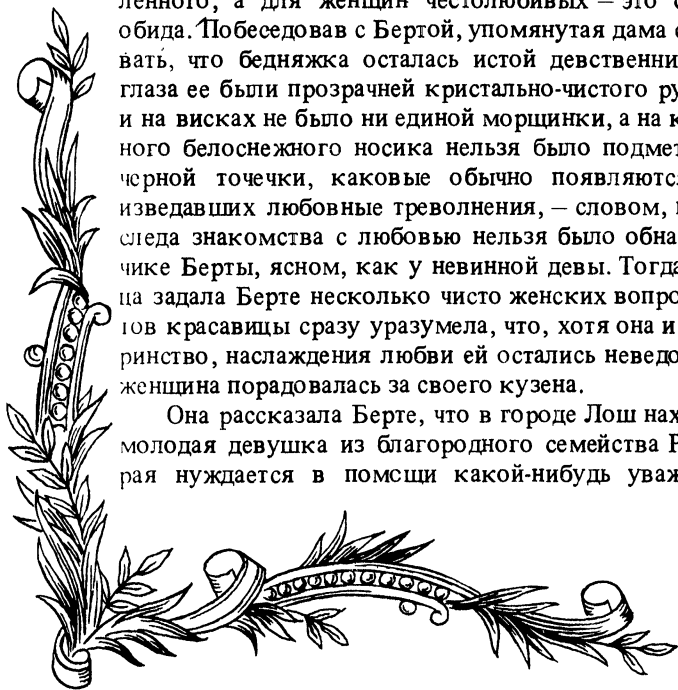 ленного, а для женщин честолюбивых — это
обида. Побеседовав с Бертой, упомянутая дама
вать, что бедняжка осталась истой девственни
глаза ее были прозрачней кристально-чистого ру
и на висках не было ни единой морщинки, а на к
ного белоснежного носика нельзя было подмет
черной точечки, каковые обычно появляютс
изведавших любовные треволнения, — словом,
следа знакомства с любовью нельзя было обна
чике Берты, ясном, как у невинной девы. Тогда
ца задала Берте несколько чисто женских вопро
тов красавицы сразу уразумела, что, хотя она и
ринство, наслаждения любви ей остались неведо
женщина порадовалась за своего кузена.
Она рассказала Берте, что в городе Лош нах
молодая девушка из благородного семейства Р
рая нуждается в помсщи какой-нибудь уваж